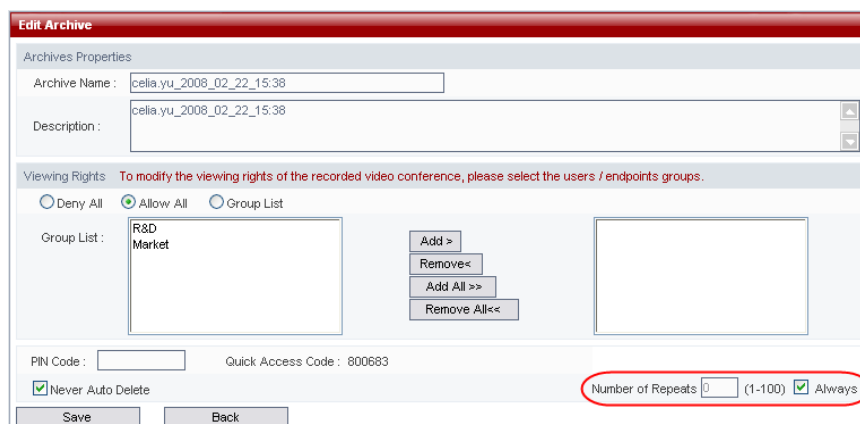 Edit Archive
Archives Properties
Archive Name : celia.yu_2008_02_22_15:38
Description : celia.yu_2008_02_22_15:38
Viewing Rights To modify the viewing rights of the recorded video conference, please select the users / endpoints groups.
Deny All Allow All Group List
Group List : R&D
Market
Add >
Remove<
Add All >>
Remove All<<
PIN Code : Quick Access Code : 800683
Never Auto Delete Number of Repeats 0 (1-100) Always
Save Back